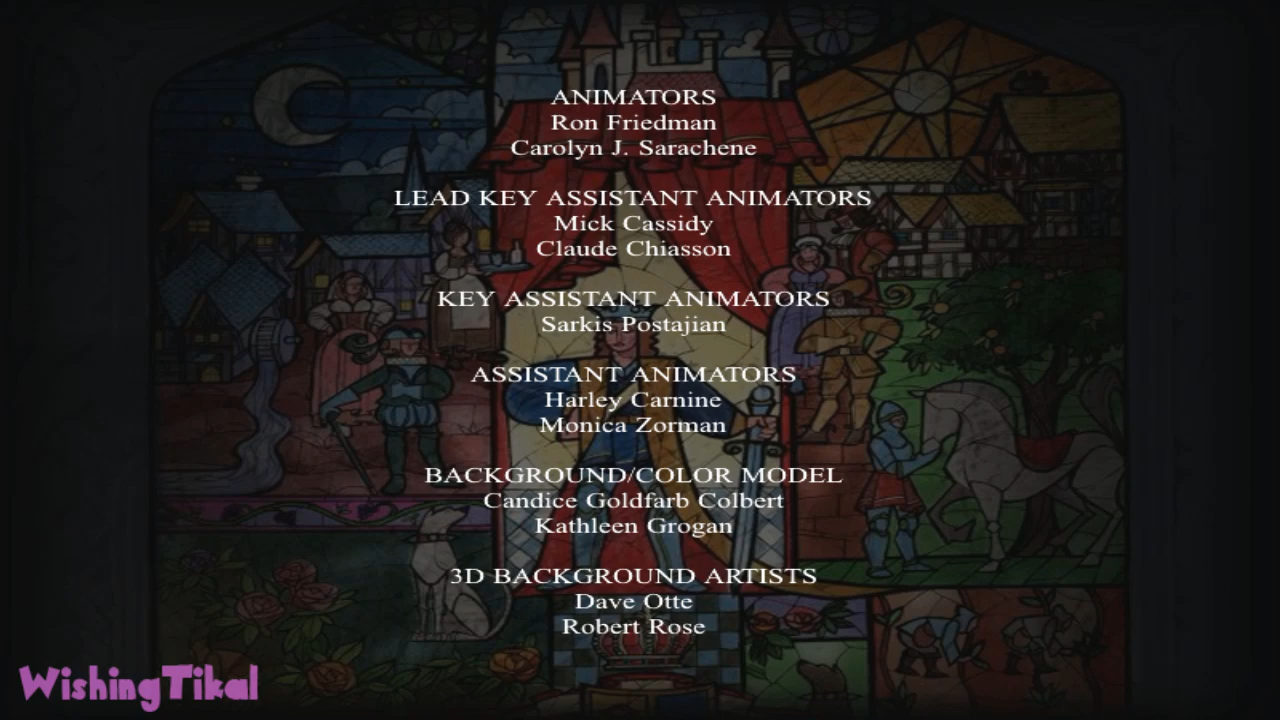 ANIMATORS
Ron Friedman
Carolyn J. Sarachene
LEAD KEY ASSISTANT ANIMATORS
Mick Cassidy
Claude Chiasson
KEY ASSISTANT ANIMATORS
Sarkis Postajian
ASSISTANT ANIMATORS
Harley Carnine
Monica Zorman
BACKGROUND/COLOR MODEL
Candice Goldfarb Colbert
Kathleen Grogan
3D BACKGROUND ARTISTS
Dave Otte
Robert Rose
WishingTikal